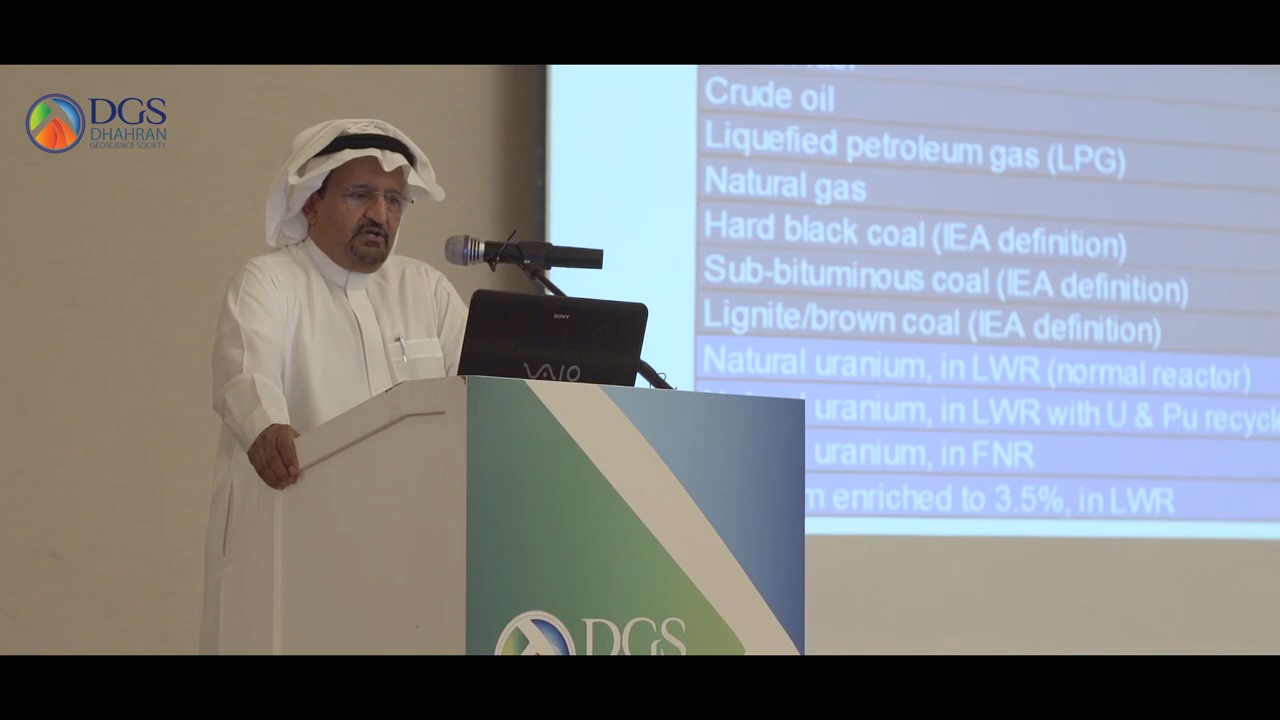 DGS
DHAHRAN
GEOSCIENCE SOCIETY
Crude oil
Liquefied petroleum gas (LPG)
Natural gas
Hard black coal (IEA definition)
Sub-bituminous coal (IEA definition)
Lignite/brown coal (IEA definition)
Natural uranium, in LWR (normal reactor)
uranium, in LWR with U & Pu
uranium, in FNR
enriched to 3.5%, in LWR
SONY
VAIO
DGS